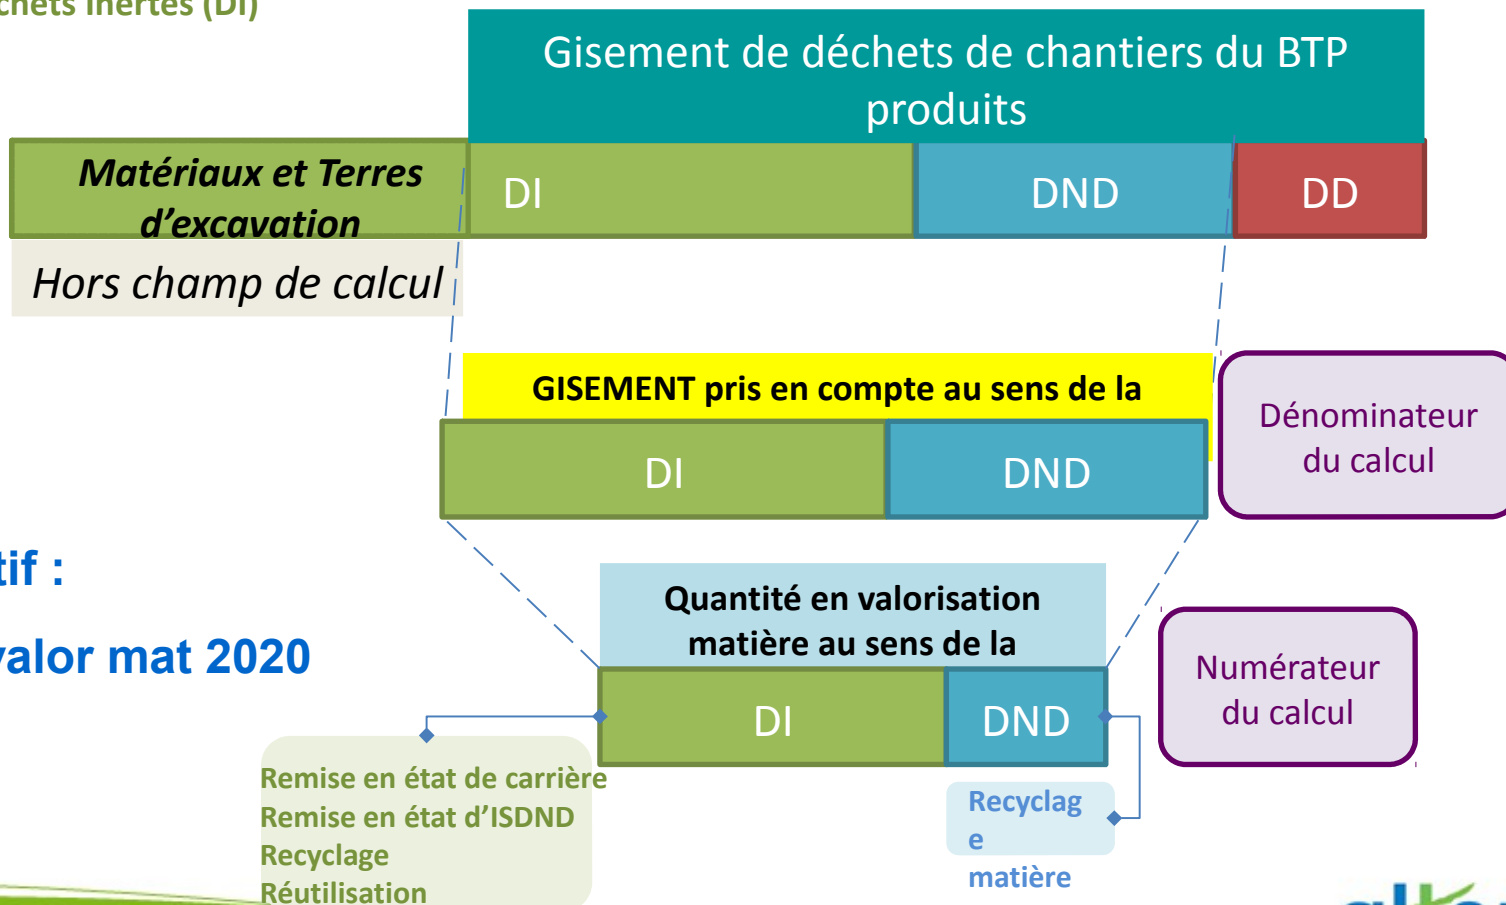 chets Inertes (DI)
Gisement de déchets de chantiers du BTP
produits
Matériaux et Terres
d’excavation
DI
DND
DD
Hors champ de calcul
GISEMENT pris en compte au sens de la
DI
DND
Dénominateur
du calcul
tif :
Quantité en valorisation
matière au sens de la
valor mat 2020
Numérateur
du calcul
DI
DND
Remise en état de carrière
Remise en état d’ISDND
Recyclage
Réutilisation
Recyclag
e
matière